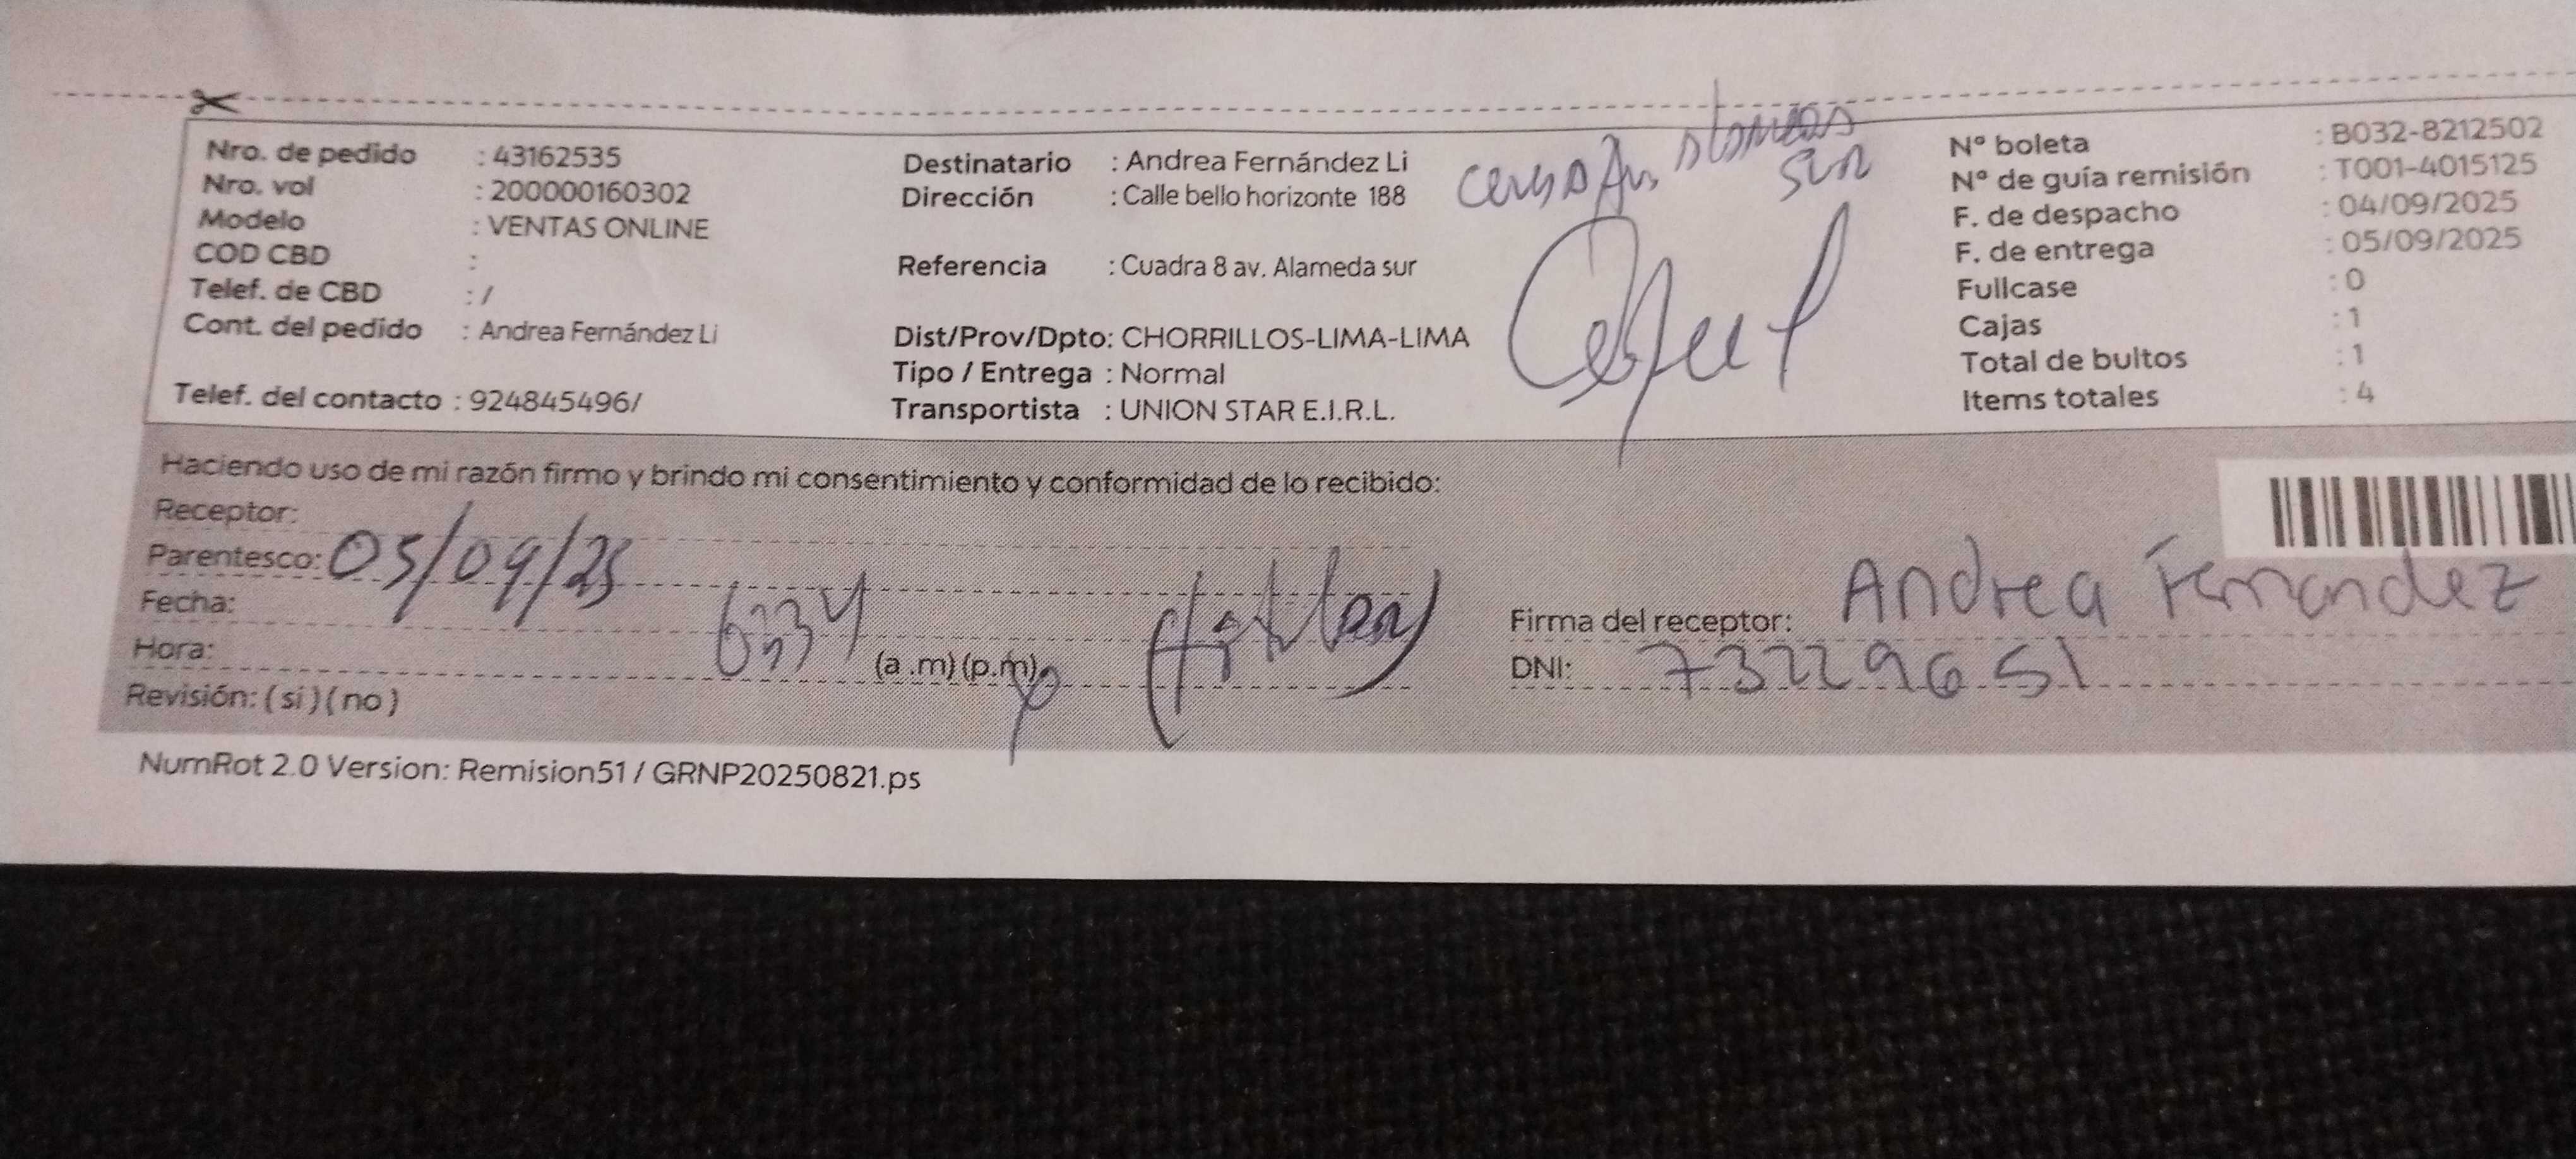 Nro. de pedido : 43162535
Nro. vol : 200000160302
Modelo : VENTAS ONLINE
COD CBD :
Telef. de CBD : /
Cont. del pedido : Andrea Fernández Li
Telef. del contacto : 924845496/
Destinatario : Andrea Fernández Li
Dirección : Calle bello horizonte 188
Referencia : Cuadra 8 av. Alameda sur
Dist/Prov/Dpto: CHORRILLOS-LIMA-LIMA
Tipo / Entrega : Normal
Transportista : UNION STAR E.I.R.L.
sur
N° boleta : B032-8212502
N° de guía remisión : T001-4015125
F. de despacho : 04/09/2025
F. de entrega : 05/09/2025
Fullcase : 0
Cajas : 1
Total de bultos : 1
Items totales : 4
Haciendo uso de mi razón firmo y brindo mi consentimiento y conformidad de lo recibido:
Receptor:
Parentesco: 05/09/25
Fecha:
Hora: (a .m) (p.m)
Revisión: ( si ) ( no )
Firma del receptor: Andrea Fernandez
DNI: 73229651
NumRot 2.0 Version: Remision51 / GRNP20250821.ps